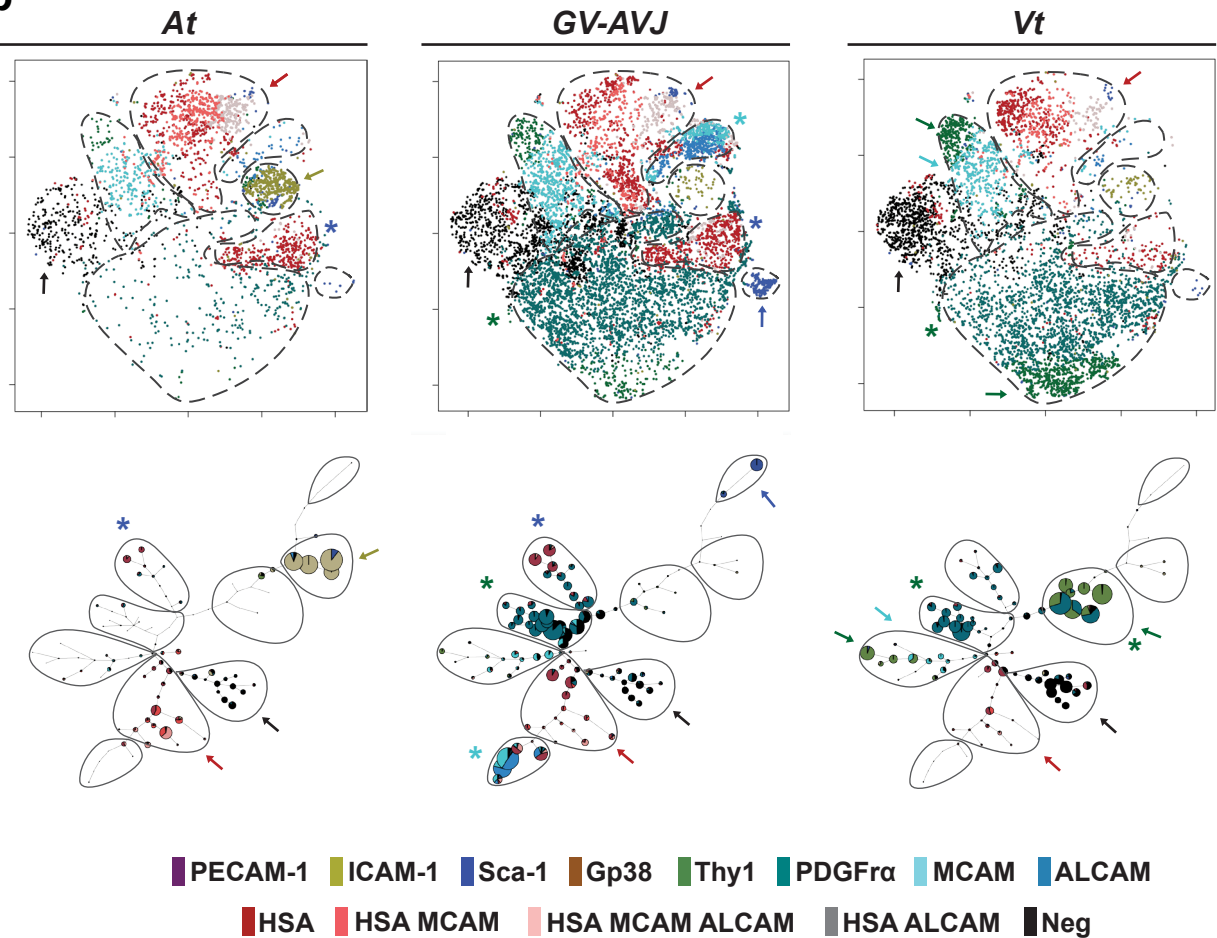 At GV-AVJ Vt
* * * * * *
* * * * * *
PECAM-1 ICAM-1 Sca-1 Gp38 Thy1 PDGFrα MCAM ALCAM
HSA HSA MCAM HSA MCAM ALCAM HSA ALCAM Neg